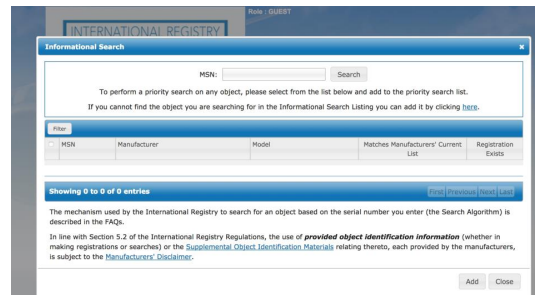 Role : GUEST
INTERNATIONAL REGISTRY
Informational Search
MSN:
Search
To perform a priority search on any object, please select from the list below and add to the priority search list.
If you cannot find the object you are searching for in the Informational Search Listing you can add it by clicking here.
Filter
MSN Manufacturer Model Matches Manufacturers' Current List Registration Exists
Showing 0 to 0 of 0 entries
First Previous Next Last
The mechanism used by the International Registry to search for an object based on the serial number you enter (the Search Algorithm) is
described in the FAQs.
In line with Section 5.2 of the International Registry Regulations, the use of provided object identification information (whether in
making registrations or searches) or the Supplemental Object Identification Materials relating thereto, each provided by the manufacturers,
is subject to the Manufacturers' Disclaimer.
Add Close